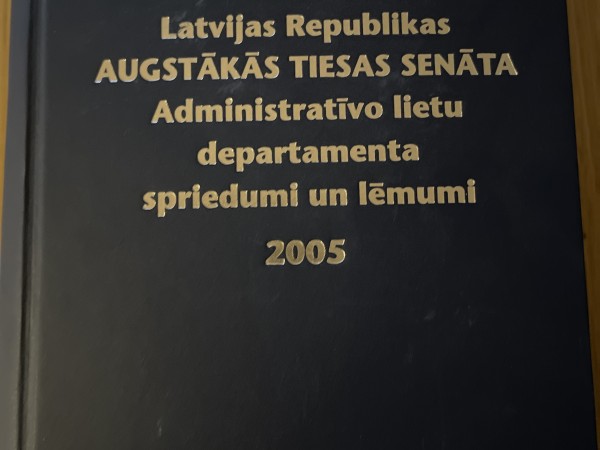 Latvijas Republikas
AUGSTĀKĀS TIESAS SENĀTA
Administratīvo lietu
departamenta
spriedumi un lēmumi
2005